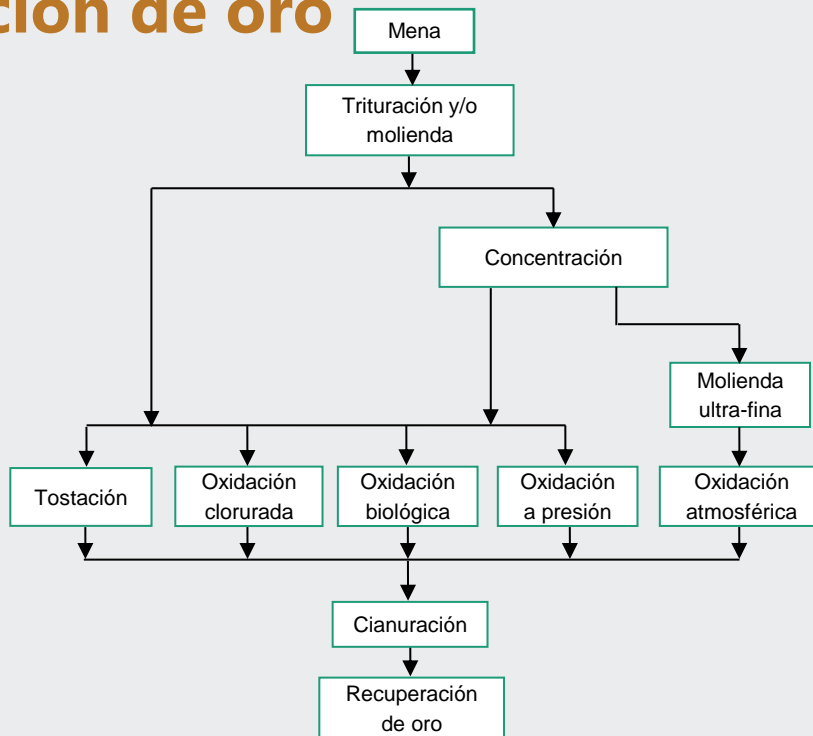 ción de oro
Mena
Trituración y/o
molienda
Concentración
Molienda
ultra-fina
Tostación
Oxidación
clorurada
Oxidación
biológica
Oxidación
a presión
Oxidación
atmosférica
Cianuración
Recuperación
de oro